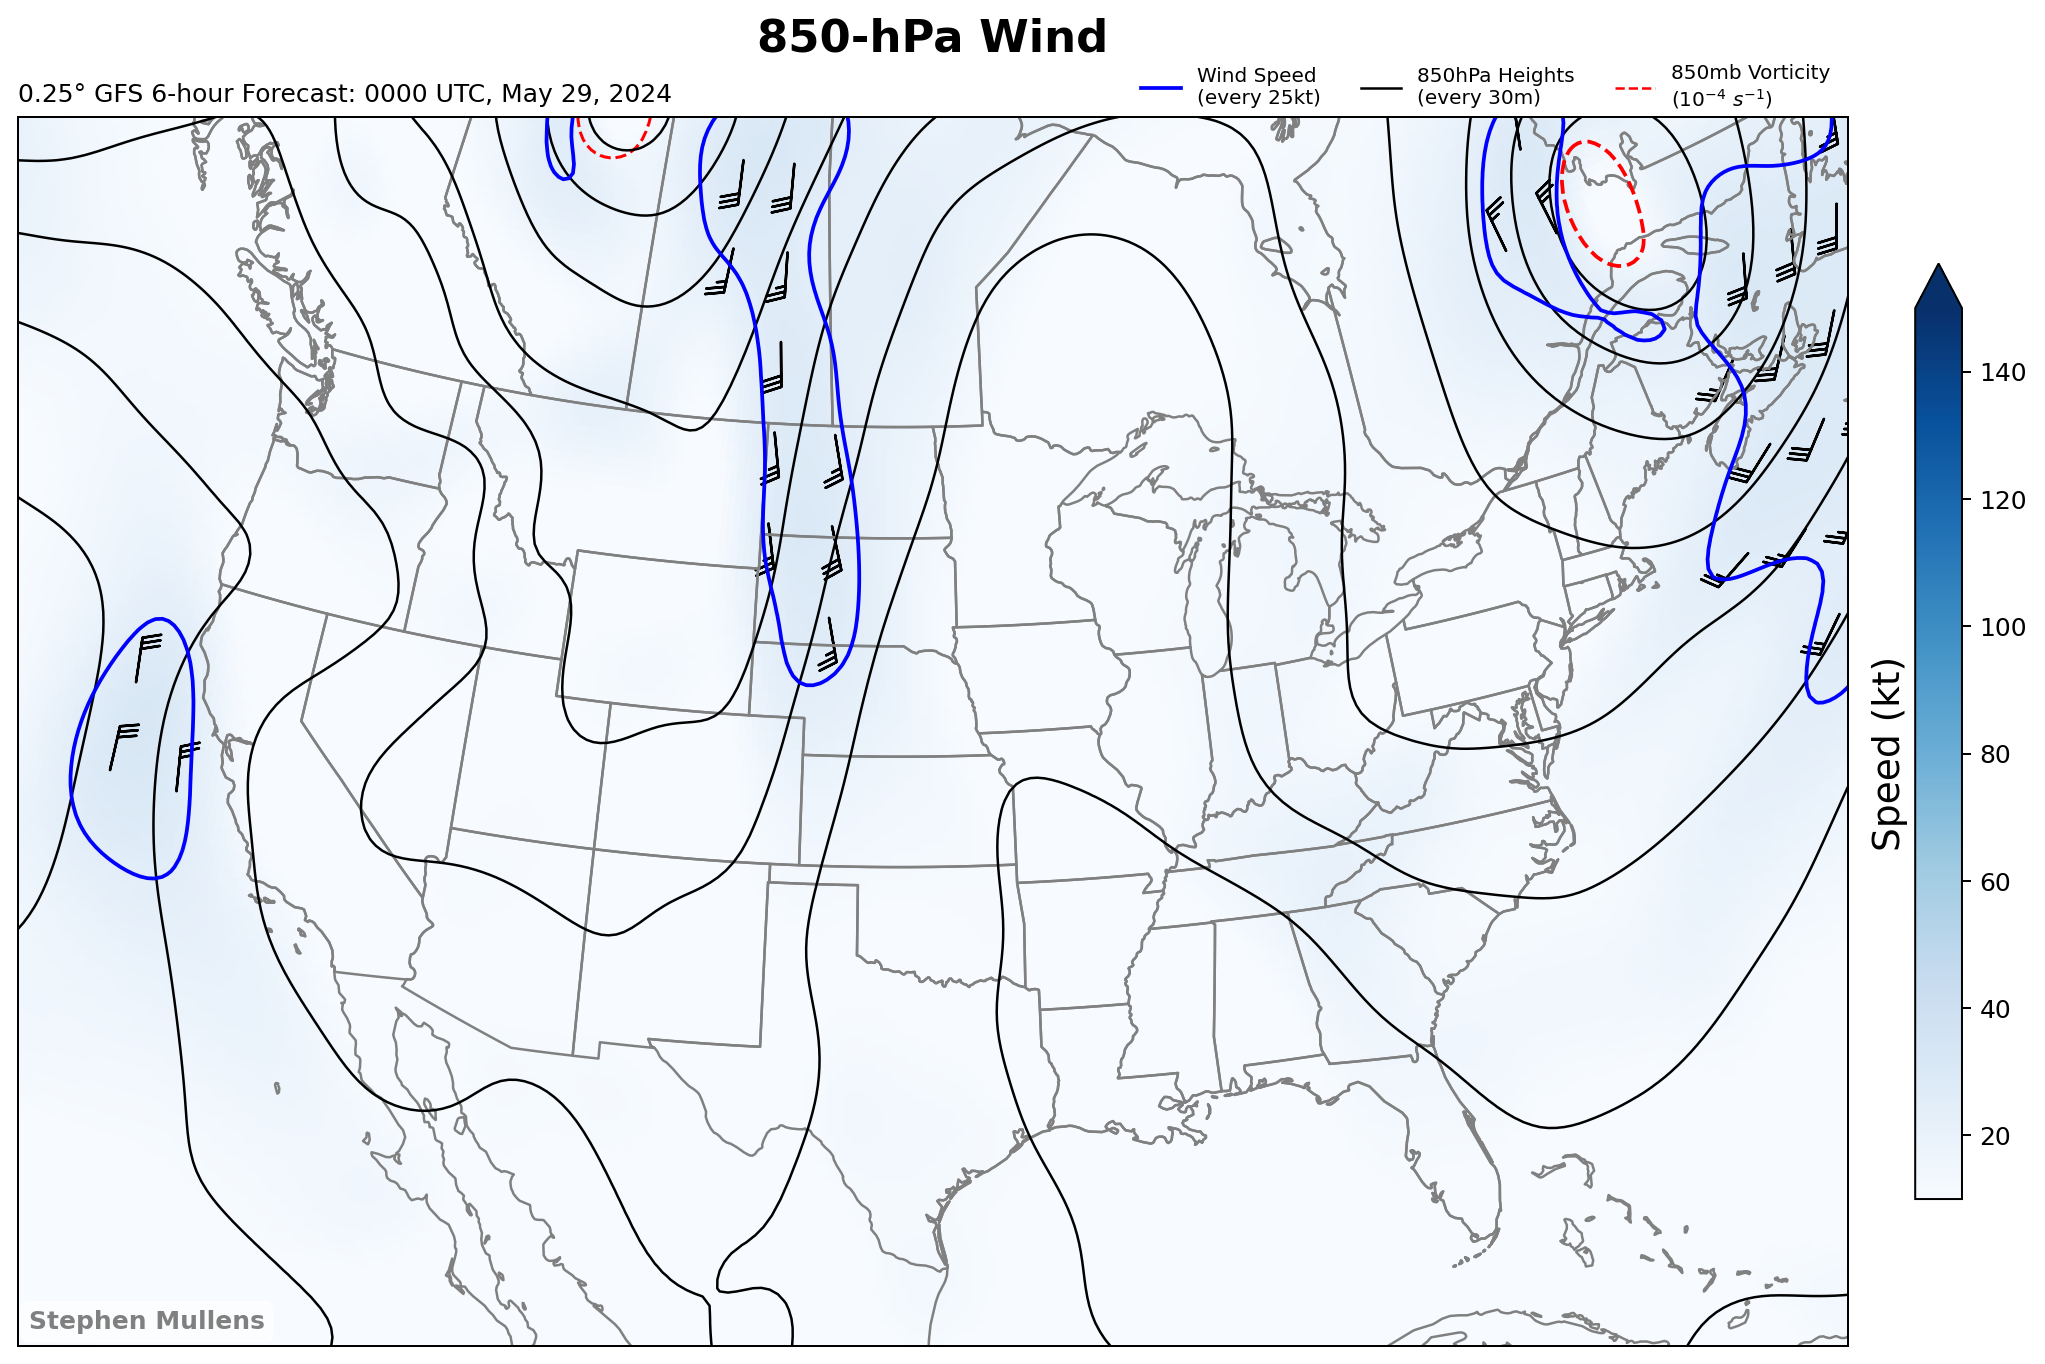 850-hPa Wind
0.25° GFS 6-hour Forecast: 0000 UTC, May 29, 2024
Wind Speed
(every 25kt)
850hPa Heights
(every 30m)
850mb Vorticity
(10⁻⁴ s⁻¹)
140
120
100
80
60
40
20
Speed (kt)
Stephen Mullens